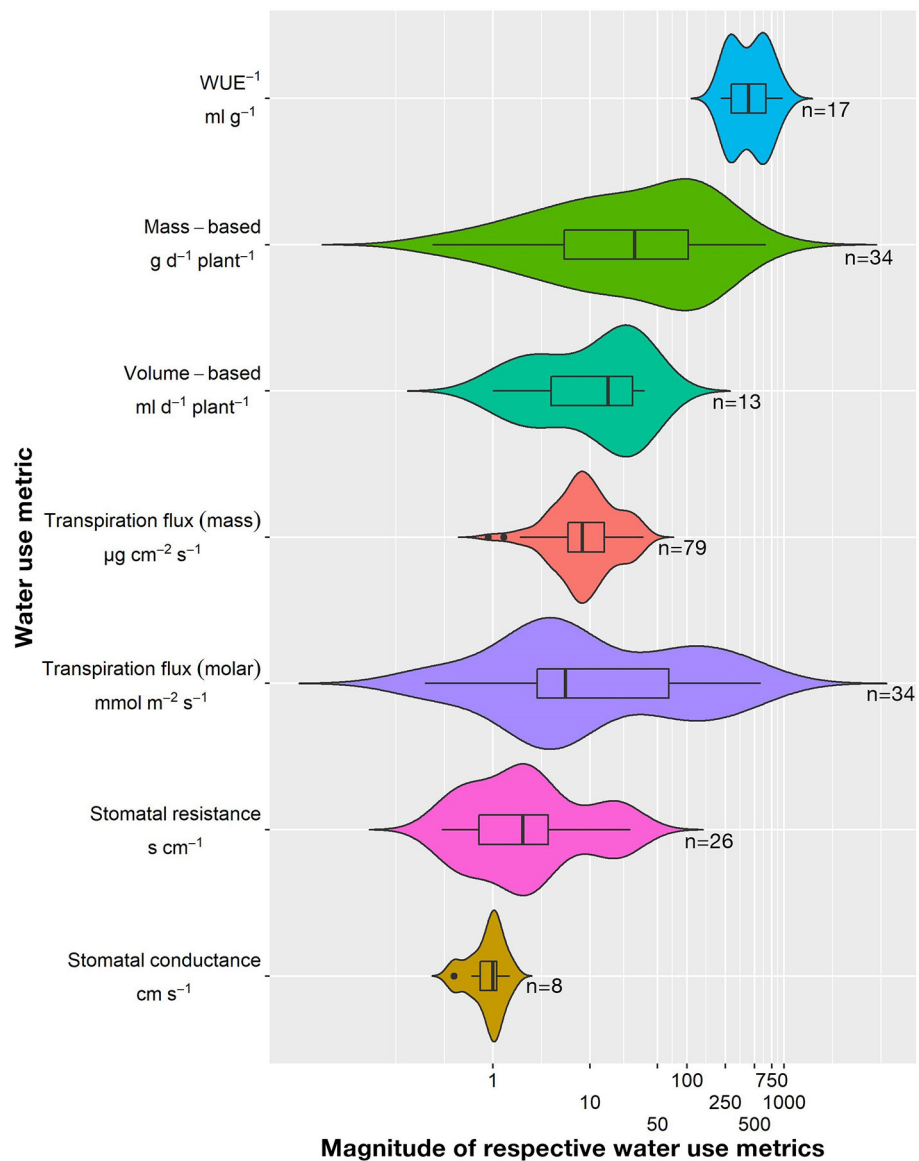 WUE⁻¹
ml g⁻¹
n=17
Mass – based
g d⁻¹ plant⁻¹
n=34
Volume – based
ml d⁻¹ plant⁻¹
n=13
Transpiration flux (mass)
µg cm⁻² s⁻¹
n=79
Transpiration flux (molar)
mmol m⁻² s⁻¹
n=34
Stomatal resistance
s cm⁻¹
n=26
Stomatal conductance
cm s⁻¹
n=8
Water use metric
1 100 750
10 250 1000
50 500
Magnitude of respective water use metrics